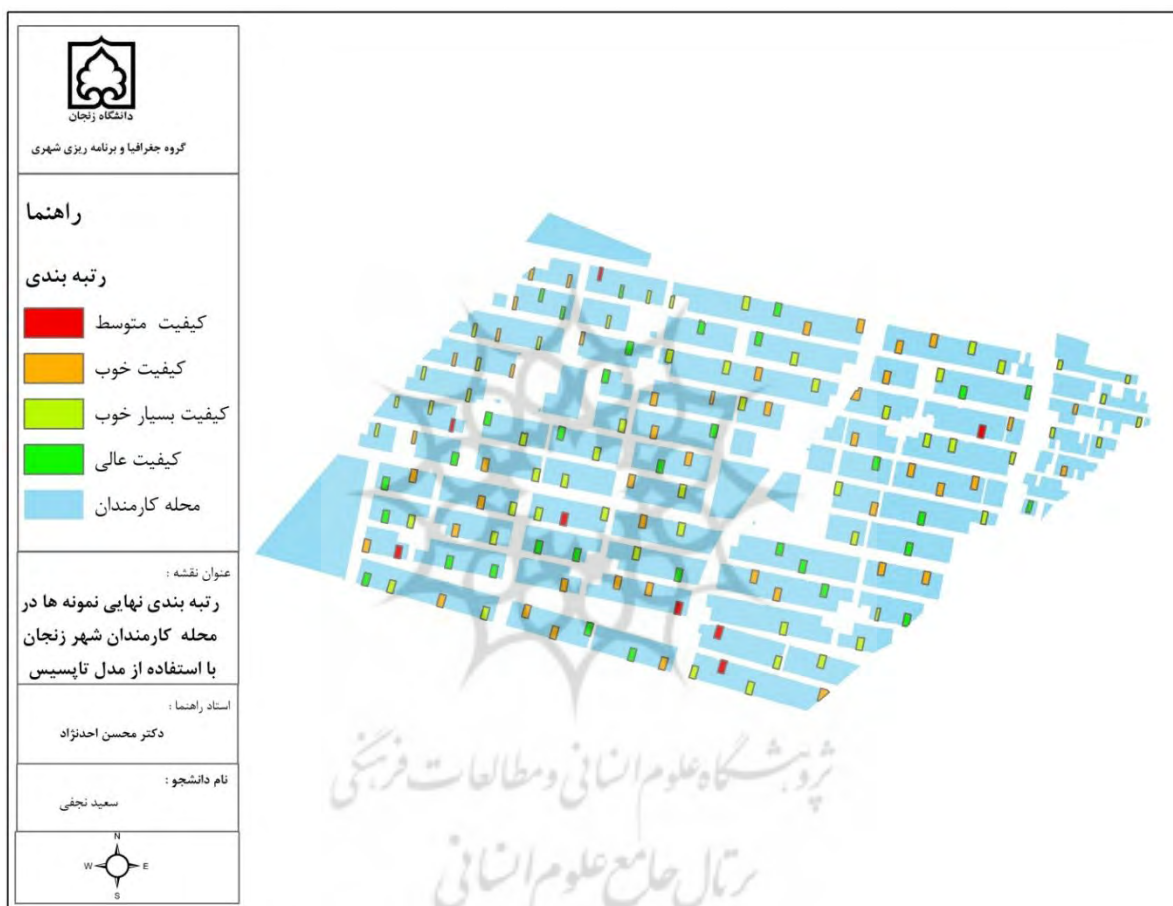 دانشگاه زنجان
گروه جغرافیا و برنامه ریزی شهری
راهنما
رتبه بندی
کیفیت متوسط
کیفیت خوب
کیفیت بسیار خوب
کیفیت عالی
محله کارمندان
عنوان نقشه :
رتبه بندی نهایی نمونه ها در
محله کارمندان شهر زنجان
با استفاده از مدل تاپسیس
استاد راهنما :
دکتر محسن احدنژاد
نام دانشجو :
سعید نجفی
N
W E
S
پژوهشگاه علوم انسانی و مطالعات فرهنگی
پرتال جامع علوم انسانی